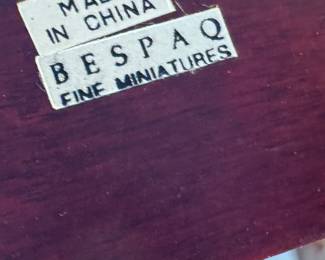 IN CHINA
BESPAQ
FINE MINIATURES